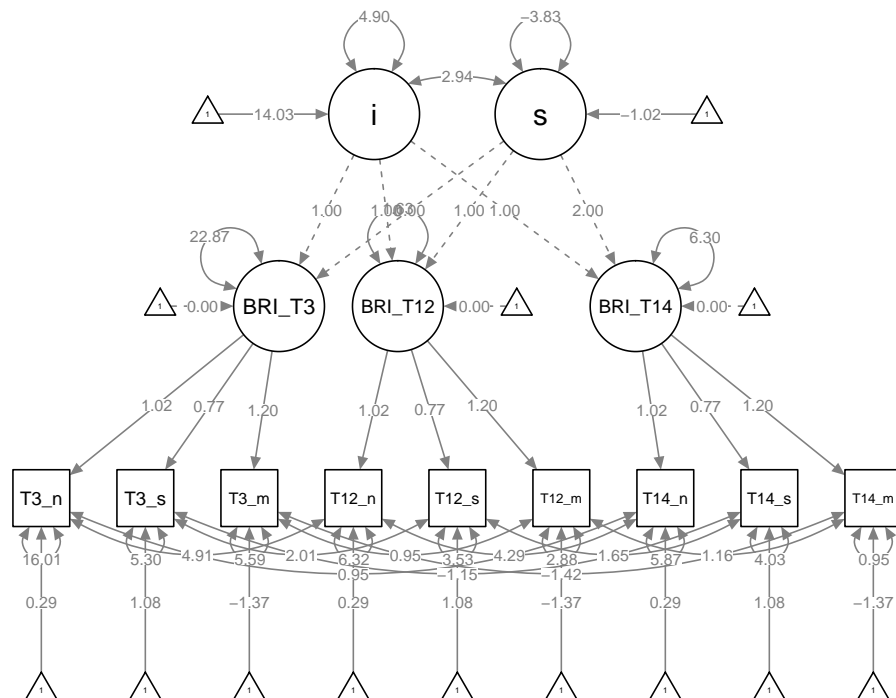 4.90 −3.83
2.94
1 14.03 i s −1.02 1
1.00 1.00 1.00 2.00
22.87 6.30
1 0.00 BRI_T3 BRI_T12 0.00 1 BRI_T14 0.00 1
1.02 0.77 1.20 1.02 0.77 1.20 1.02 0.77 1.20
T3_n T3_s T3_m T12_n T12_s T12_m T14_n T14_s T14_m
4.91 2.01 0.95 4.29 1.65 1.16
16.01 5.30 5.59 6.32 3.53 2.88 5.87 4.03 0.95
0.95 −1.15 −1.42
0.29 1.08 −1.37 0.29 1.08 −1.37 0.29 1.08 −1.37
1 1 1 1 1 1 1 1 1